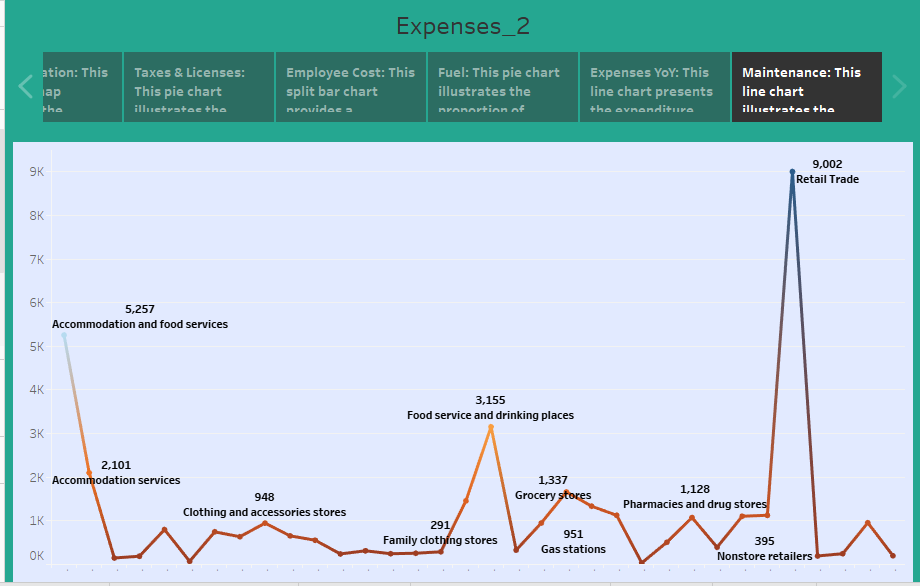 Expenses_2
ation: This
ap
the
Taxes & Licenses:
This pie chart
illustrates the
Employee Cost: This
split bar chart
provides a
Fuel: This pie chart
illustrates the
proportion of
Expenses YoY: This
line chart presents
the expenditure
Maintenance: This
line chart
illustrates the
9K
8K
7K
6K
5K
4K
3K
2K
1K
0K
5,257
Accommodation and food services
2,101
Accommodation services
948
Clothing and accessories stores
291
Family clothing stores
3,155
Food service and drinking places
1,337
Grocery stores
951
Gas stations
1,128
Pharmacies and drug stores
395
Nonstore retailers
9,002
Retail Trade